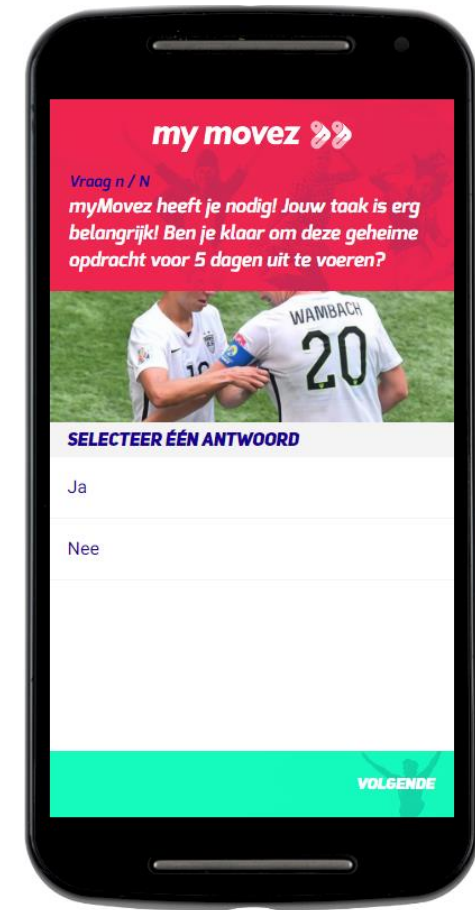 my movez
Vraag n / N
myMovez heeft je nodig! Jouw taak is erg
belangrijk! Ben je klaar om deze geheime
opdracht voor 5 dagen uit te voeren?
WAMBACH
20
10
SELECTEER ÉÉN ANTWOORD
Ja
Nee
VOLGENDE